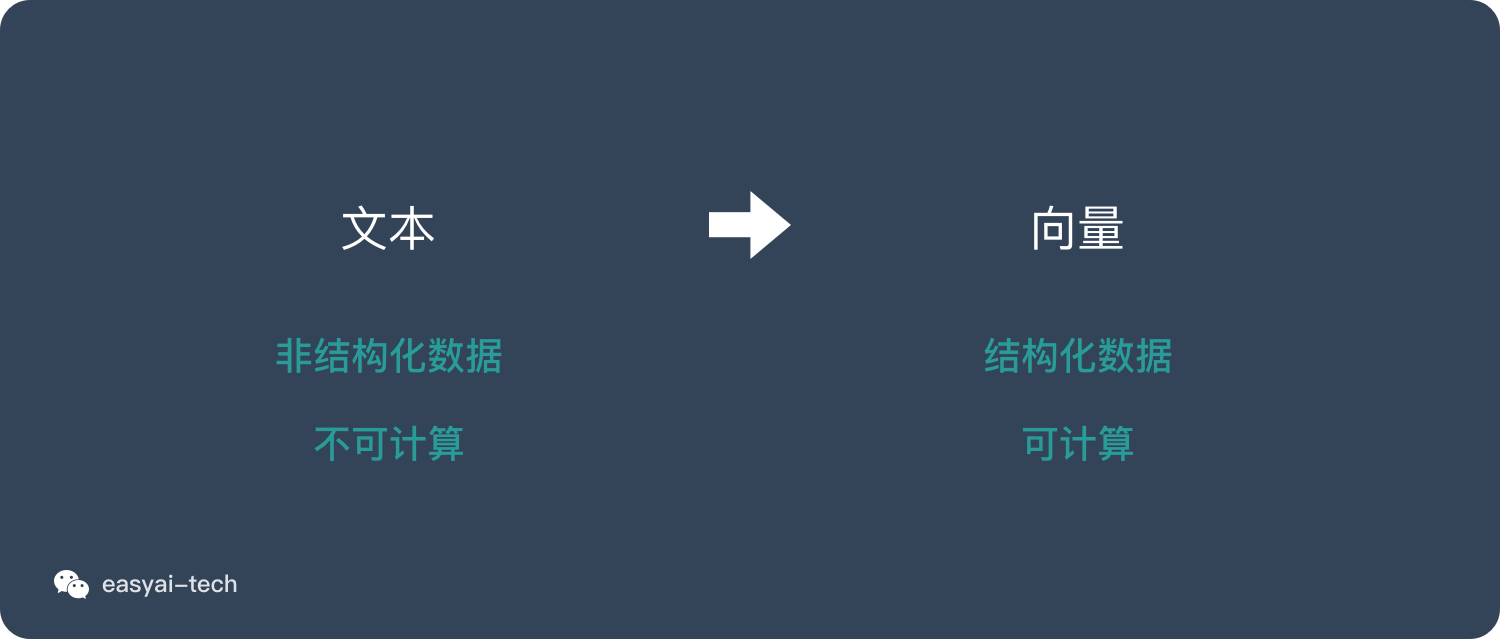 文本
向量
非结构化数据
结构化数据
不可计算
可计算
easyai–tech